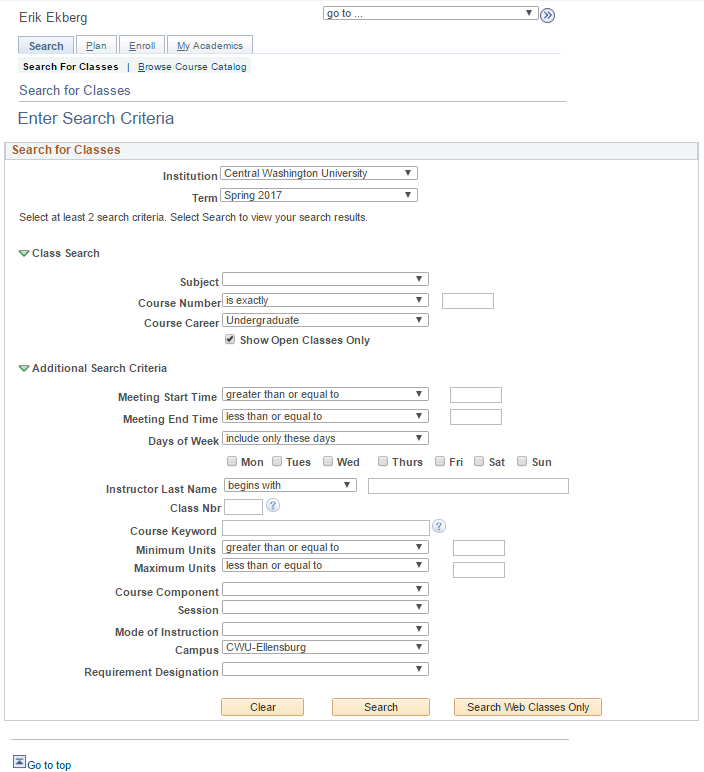 Erik Ekberg
go to ...
Search Plan Enroll My Academics
Search For Classes | Browse Course Catalog
Search for Classes
Enter Search Criteria
Search for Classes
Institution Central Washington University
Term Spring 2017
Select at least 2 search criteria. Select Search to view your search results.
Class Search
Subject
Course Number is exactly
Course Career Undergraduate
Show Open Classes Only
Additional Search Criteria
Meeting Start Time greater than or equal to
Meeting End Time less than or equal to
Days of Week include only these days
Mon Tues Wed Thurs Fri Sat Sun
Instructor Last Name begins with
Class Nbr ?
Course Keyword ?
Minimum Units greater than or equal to
Maximum Units less than or equal to
Course Component
Session
Mode of Instruction
Campus CWU-Ellensburg
Requirement Designation
Clear Search Search Web Classes Only
Go to top